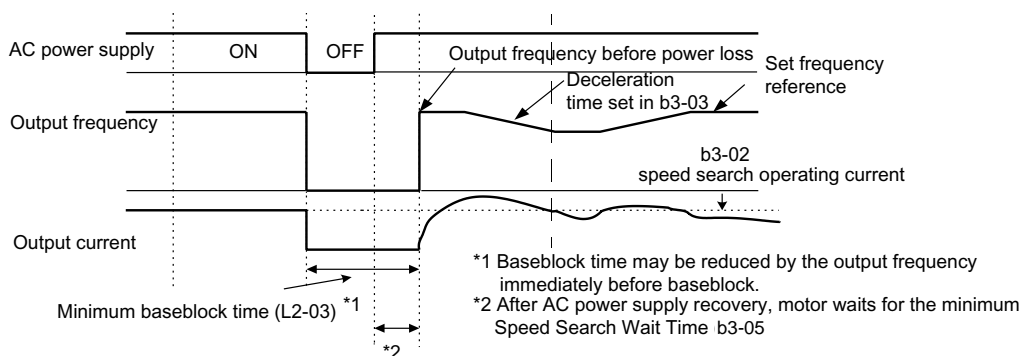 AC power supply
ON
OFF
Output frequency before power loss
Deceleration
time set in b3-03
Set frequency
reference
Output frequency
b3-02
speed search operating current
Output current
*1 Baseblock time may be reduced by the output frequency
immediately before baseblock.
Minimum baseblock time (L2-03) *1
*2 After AC power supply recovery, motor waits for the minimum
Speed Search Wait Time b3-05
*2